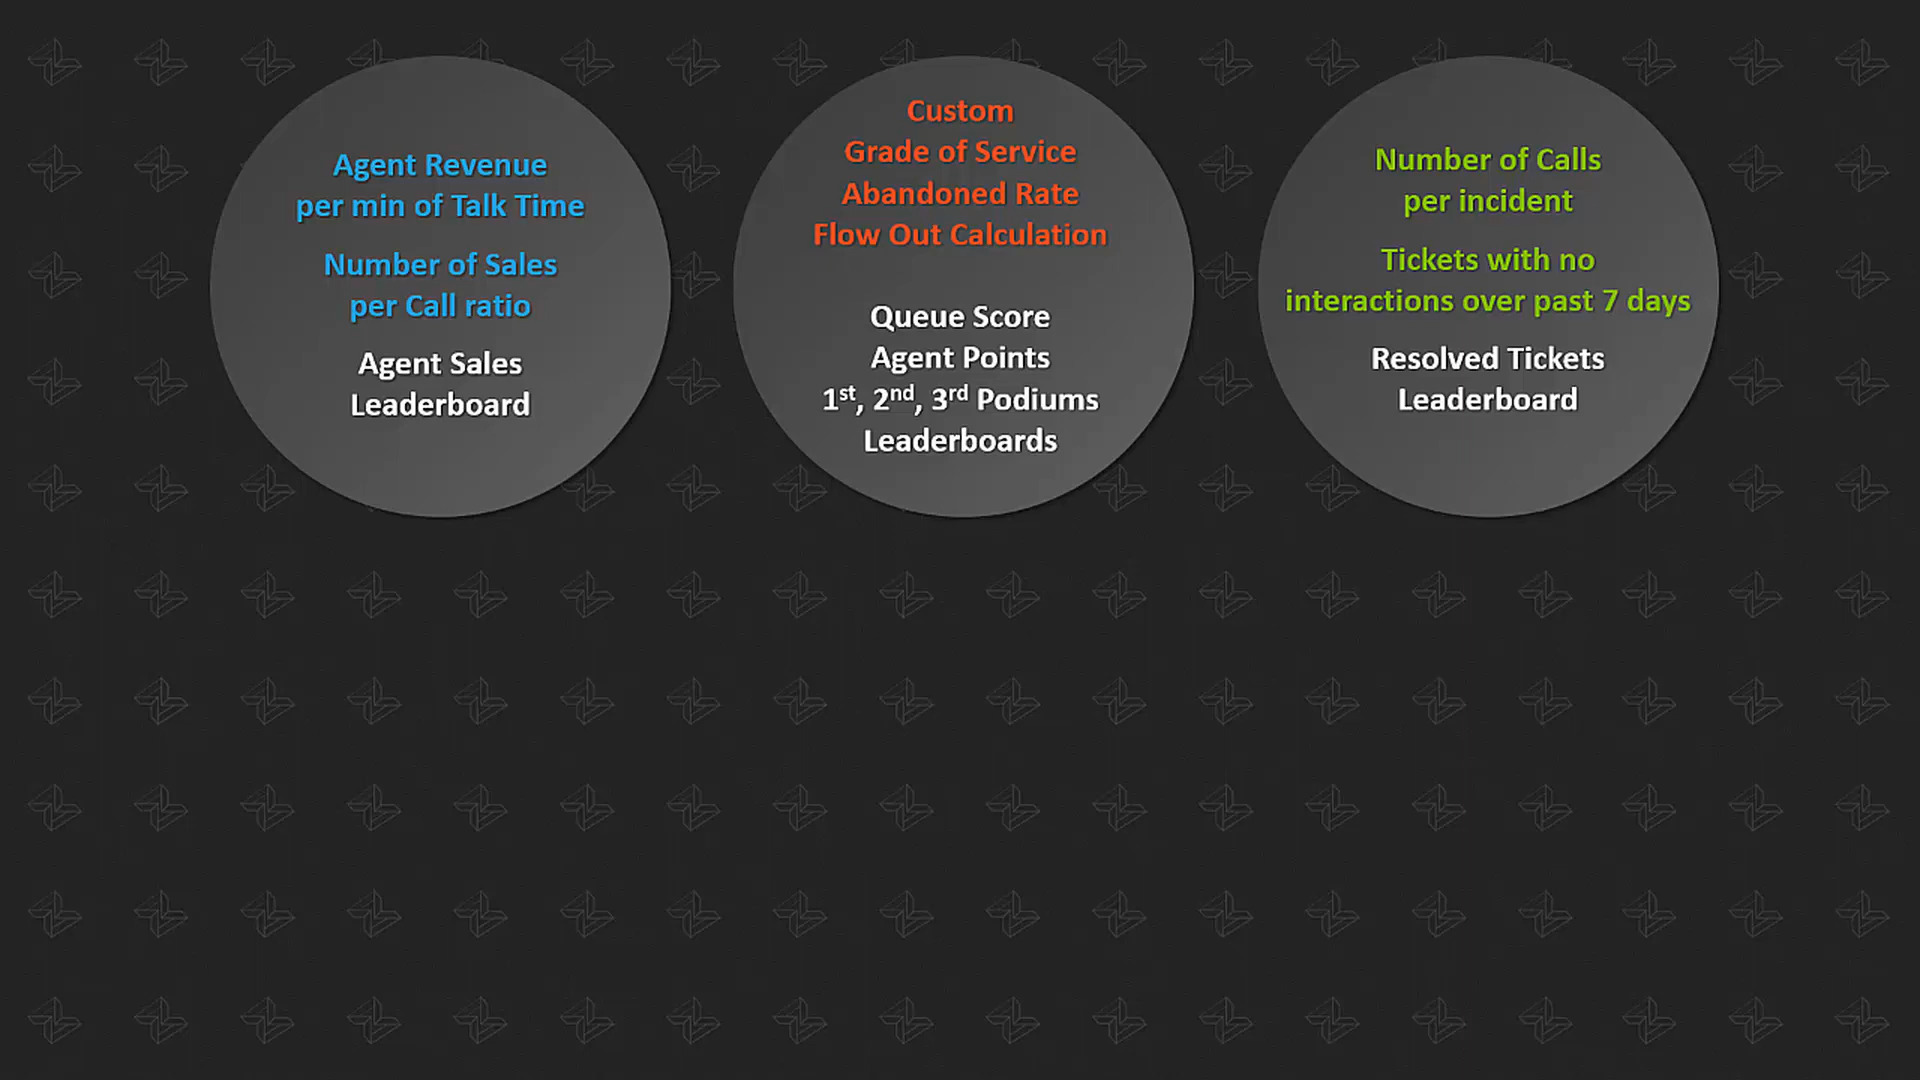 Agent Revenue
per min of Talk Time
Number of Sales
per Call ratio
Agent Sales
Leaderboard
Custom
Grade of Service
Abandoned Rate
Flow Out Calculation
Queue Score
Agent Points
1st, 2nd, 3rd Podiums
Leaderboards
Number of Calls
per incident
Tickets with no
interactions over past 7 days
Resolved Tickets
Leaderboard